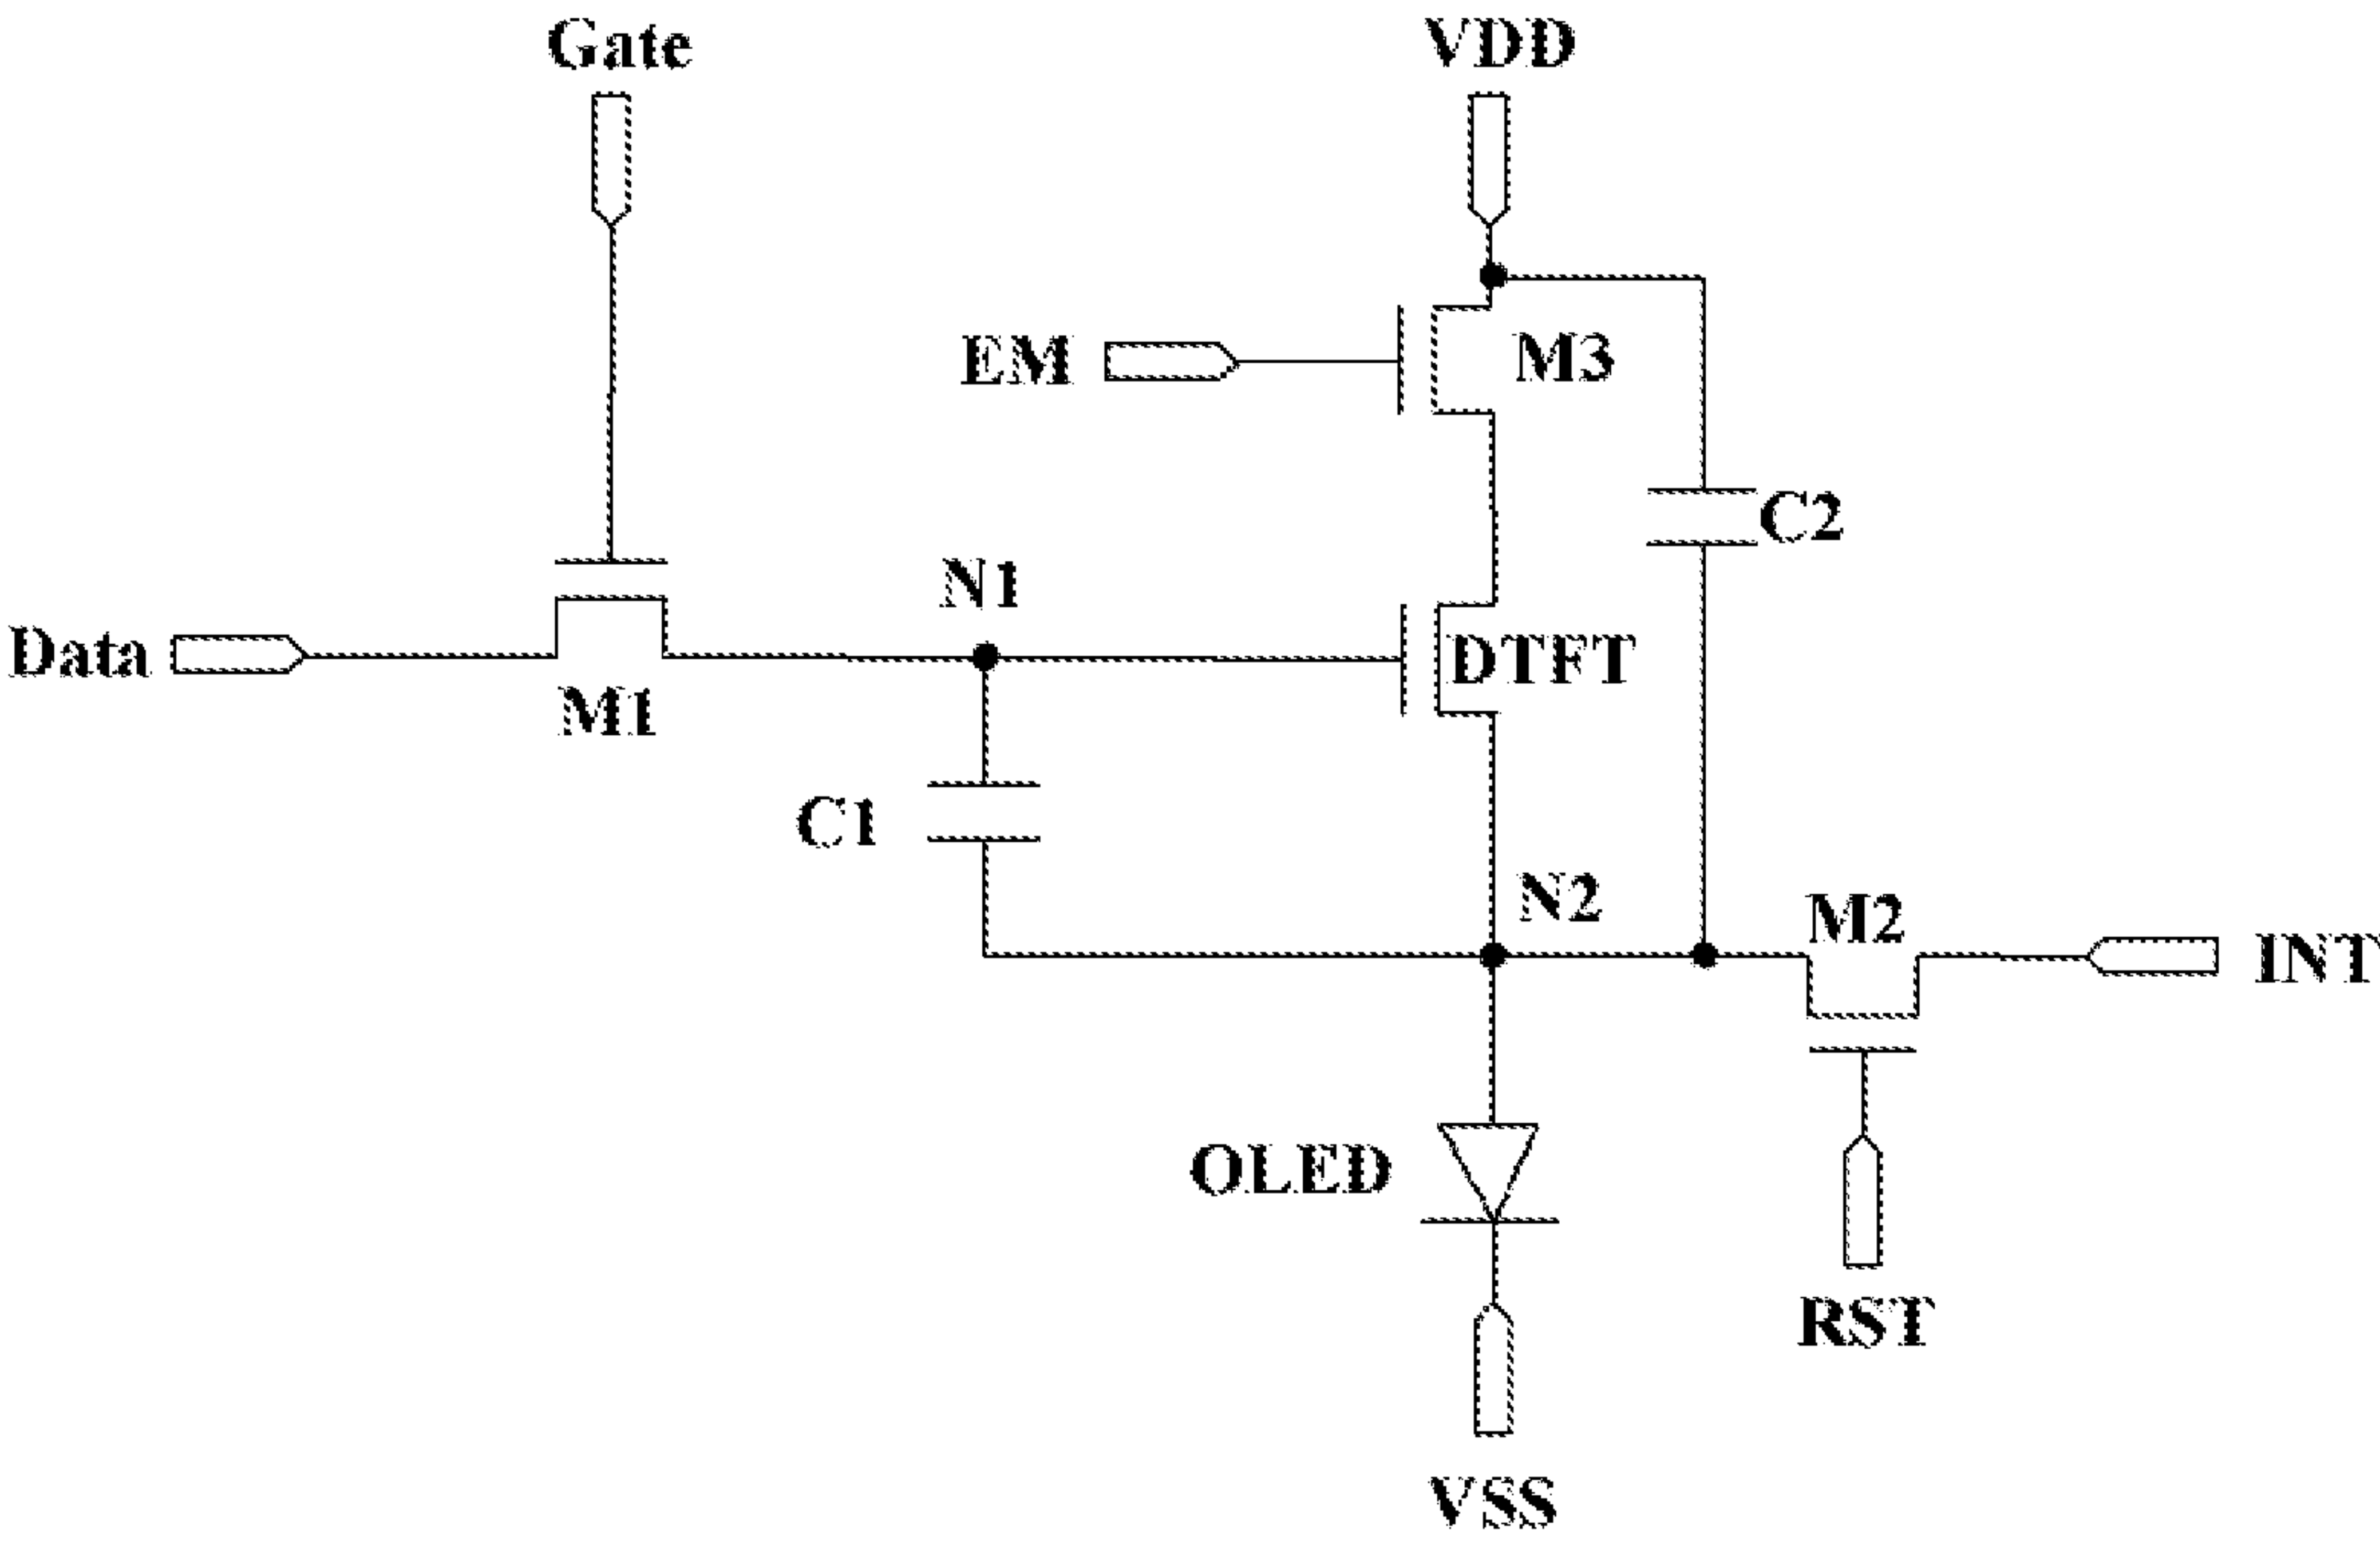 Gate
VDD
EM
M3
C2
N1
Data
DTFT
M1
C1
N2
M2
INT
OLED
RST
VSS